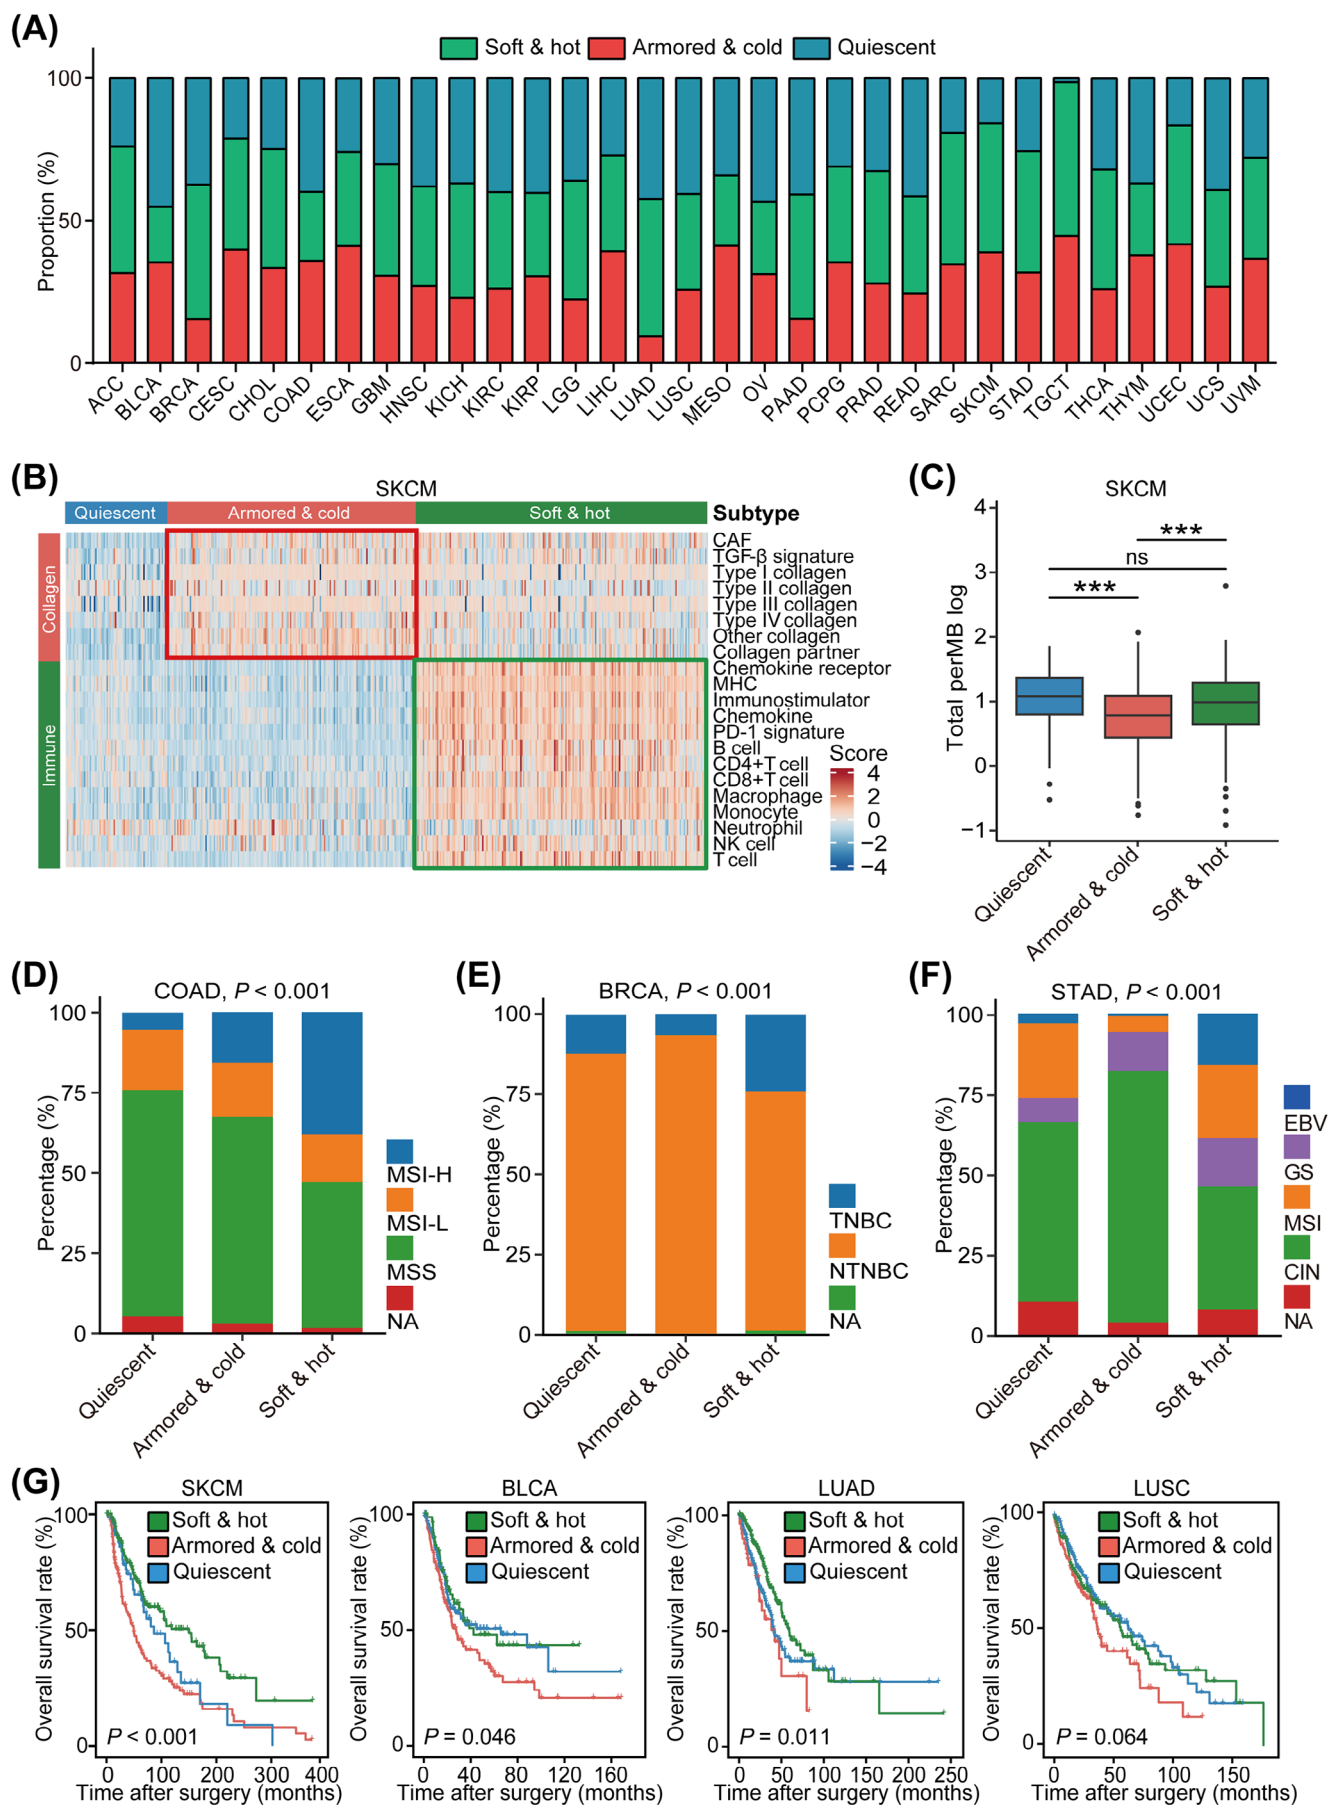 (A)
Soft & hot Armored & cold Quiescent
Proportion (%)
100
50
0
ACC BLCA BRCA CESC CHOL COAD ESCA GBM HNSC KICH KIRC KIRP LGG LIHC LUAD LUSC MESO OV PAAD PCPG PRAD READ SARC SKCM STAD TGCT THCA THYM UCEC UCS UVM
(B)
SKCM
Quiescent Armored & cold Soft & hot Subtype
Collagen
CAF
TGF-β signature
Type I collagen
Type II collagen
Type III collagen
Type IV collagen
Other collagen
Collagen partner
Immune
Chemokine receptor
MHC
Immunostimulator
Chemokine
PD-1 signature
B cell
CD4+T cell
CD8+T cell
Macrophage
Monocyte
Neutrophil
NK cell
T cell
Score
4
2
0
−2
−4
(C)
SKCM
Total perMB log
4
3
2
1
0
−1
***
ns
***
Quiescent Armored & cold Soft & hot
(D)
COAD, P < 0.001
Percentage (%)
100
75
50
25
0
Quiescent Armored & cold Soft & hot
MSI-H
MSI-L
MSS
NA
(E)
BRCA, P < 0.001
Percentage (%)
100
75
50
25
0
Quiescent Armored & cold Soft & hot
TNBC
NTNBC
NA
(F)
STAD, P < 0.001
Percentage (%)
100
75
50
25
0
Quiescent Armored & cold Soft & hot
EBV
GS
MSI
CIN
NA
(G)
SKCM
Overall survival rate (%)
100
50
0
Soft & hot
Armored & cold
Quiescent
P < 0.001
0 100 200 300 400
Time after surgery (months)
BLCA
Overall survival rate (%)
100
50
0
Soft & hot
Armored & cold
Quiescent
P = 0.046
0 40 80 120 160
Time after surgery (months)
LUAD
Overall survival rate (%)
100
50
0
Soft & hot
Armored & cold
Quiescent
P = 0.011
0 50 100 150 200 250
Time after surgery (months)
LUSC
Overall survival rate (%)
100
50
0
Soft & hot
Armored & cold
Quiescent
P = 0.064
0 50 100 150
Time after surgery (months)